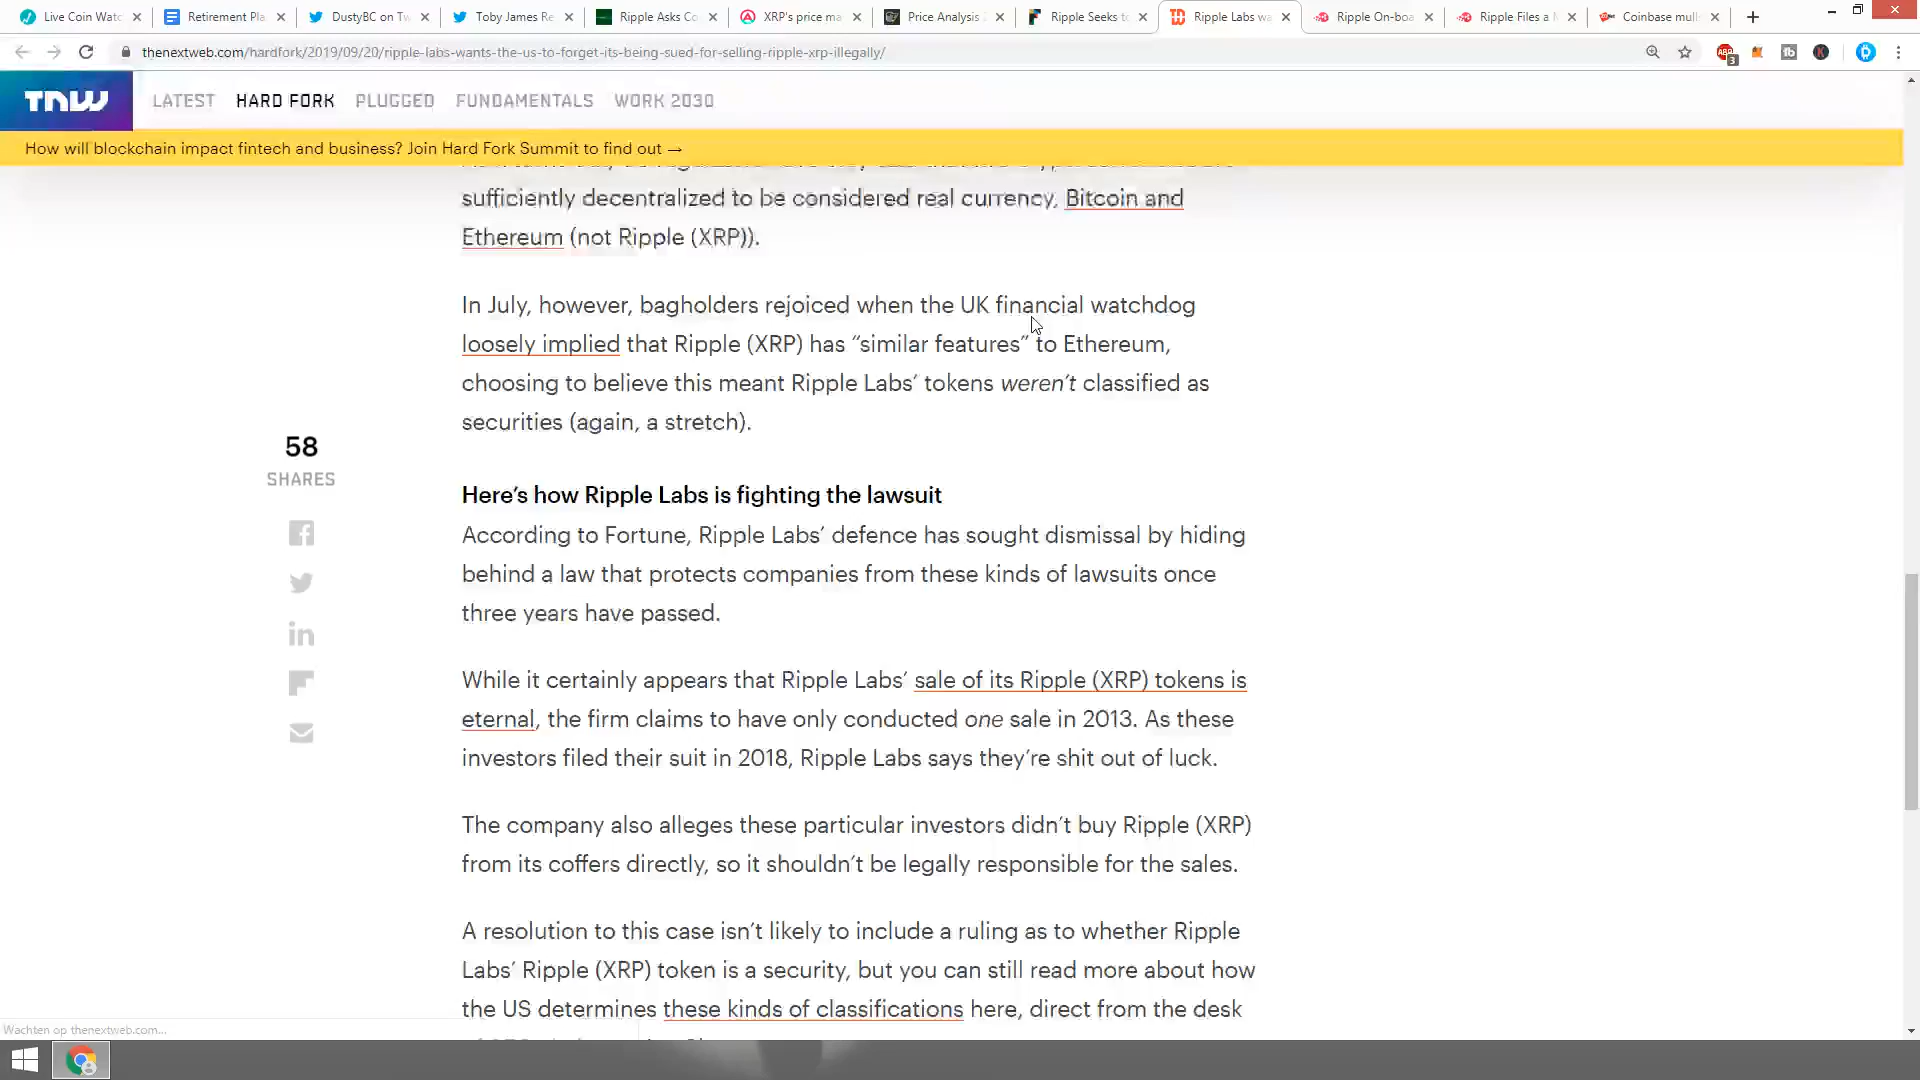 Live Coin Watc
Retirement Pla
DustyBC on Tw
Toby James Re
Ripple Asks Co
XRP's price ma
Price Analysis
Ripple Seeks to
Ripple Labs wa
Ripple On-boa
Ripple Files a M
Coinbase mull
thenextweb.com/hardfork/2019/09/20/ripple-labs-wants-the-us-to-forget-its-being-sued-for-selling-ripple-xrp-illegally/
ABP
3
TNW
LATEST
HARD FORK
PLUGGED
FUNDAMENTALS
WORK 2030
How will blockchain impact fintech and business? Join Hard Fork Summit to find out →
sufficiently decentralized to be considered real currency, Bitcoin and
Ethereum (not Ripple (XRP)).
In July, however, bagholders rejoiced when the UK financial watchdog
loosely implied that Ripple (XRP) has “similar features” to Ethereum,
choosing to believe this meant Ripple Labs’ tokens weren’t classified as
securities (again, a stretch).
58
SHARES
Here’s how Ripple Labs is fighting the lawsuit
According to Fortune, Ripple Labs’ defence has sought dismissal by hiding
behind a law that protects companies from these kinds of lawsuits once
three years have passed.
While it certainly appears that Ripple Labs’ sale of its Ripple (XRP) tokens is
eternal, the firm claims to have only conducted one sale in 2013. As these
investors filed their suit in 2018, Ripple Labs says they’re shit out of luck.
The company also alleges these particular investors didn’t buy Ripple (XRP)
from its coffers directly, so it shouldn’t be legally responsible for the sales.
A resolution to this case isn’t likely to include a ruling as to whether Ripple
Labs’ Ripple (XRP) token is a security, but you can still read more about how
the US determines these kinds of classifications here, direct from the desk
Wachten op thenextweb.com...